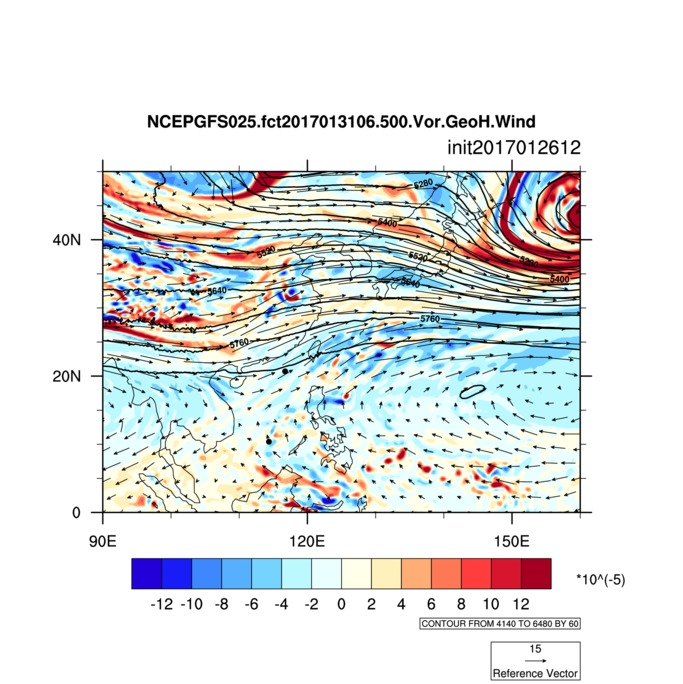 NCEPGFS025.fct2017013106.500.Vor.GeoH.Wind
init2017012612
5280
5400
40N
5520
5520
5280
5400
5640
5640
5760
5760
20N
0
90E 120E 150E
-12 -10 -8 -6 -4 -2 0 2 4 6 8 10 12
*10^(-5)
CONTOUR FROM 4140 TO 6480 BY 60
15
Reference Vector